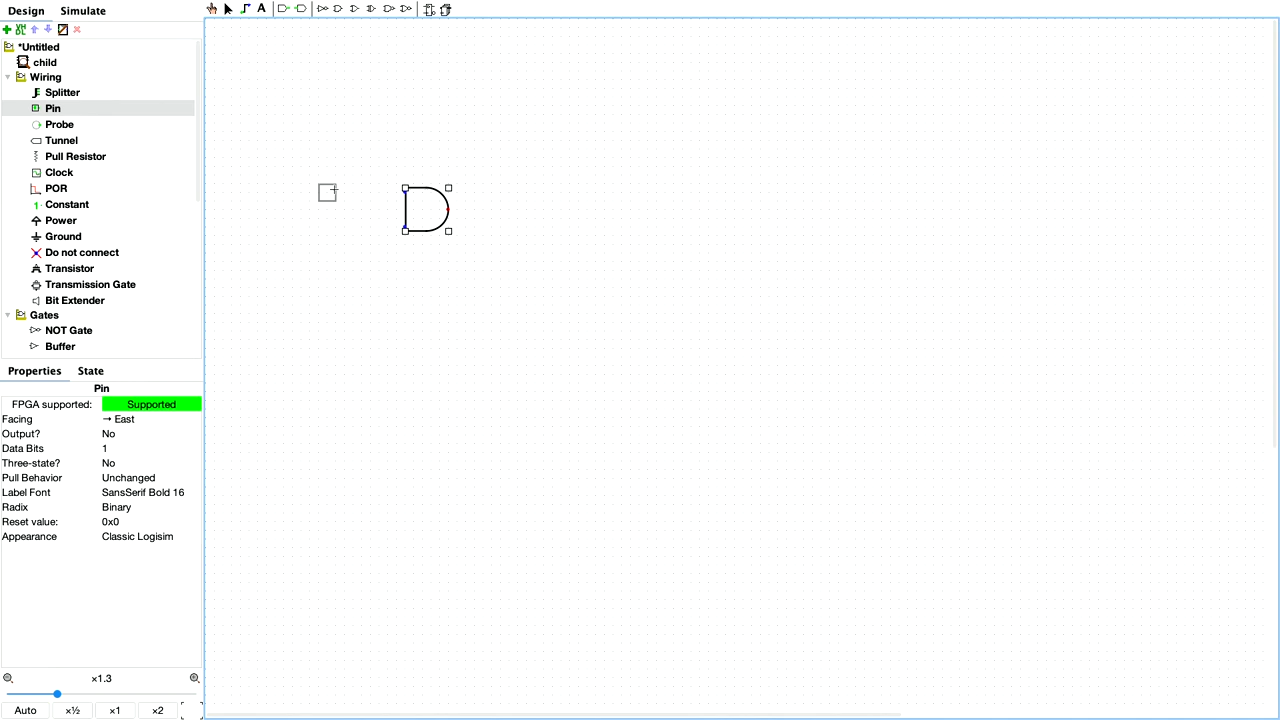 Design Simulate
A
*Untitled
child
Wiring
Splitter
Pin
Probe
Tunnel
Pull Resistor
Clock
POR
1 Constant
Power
Ground
Do not connect
Transistor
Transmission Gate
Bit Extender
Gates
NOT Gate
Buffer
Properties State
Pin
FPGA supported: Supported
Facing → East
Output? No
Data Bits 1
Three-state? No
Pull Behavior Unchanged
Label Font SansSerif Bold 16
Radix Binary
Reset value: 0x0
Appearance Classic Logisim
×1.3
Auto ×½ ×1 ×2